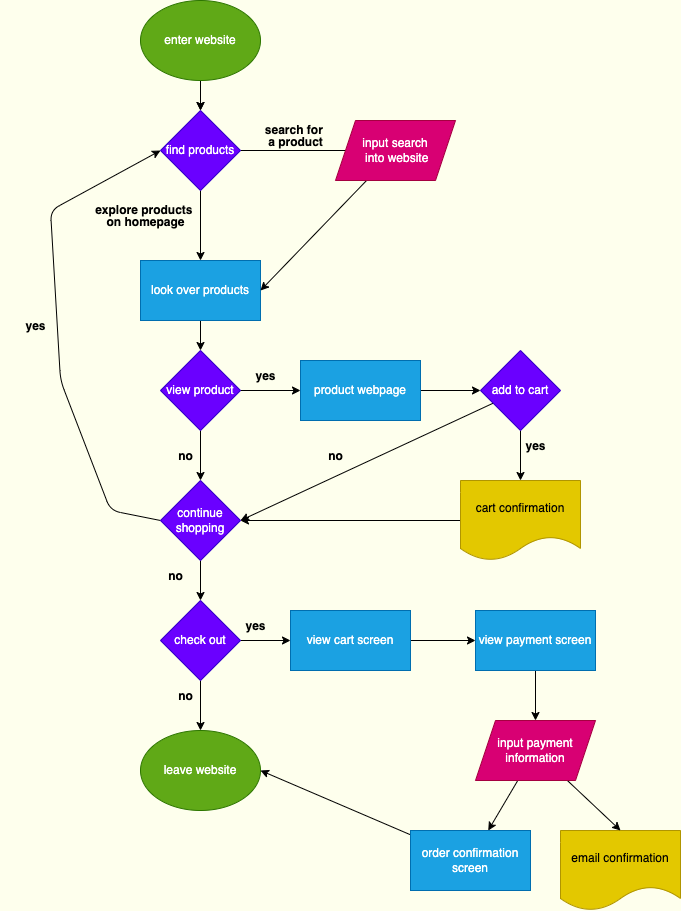 enter website
search for
a product
find products
input search
into website
explore products
on homepage
look over products
yes
view product
yes
product webpage
add to cart
no
no
yes
continue
shopping
cart confirmation
no
check out
yes
view cart screen
view payment screen
no
leave website
input payment
information
order confirmation
screen
email confirmation